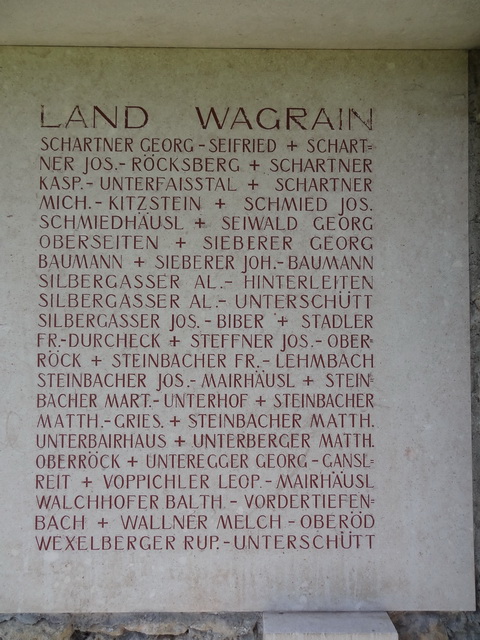 LAND WAGRAIN
SCHARTNER GEORG - SEIFRIED + SCHART=
NER JOS. - RÖCKSBERG + SCHARTNER
KASP. - UNTERFAISSTAL + SCHARTNER
MICH. - KITZSTEIN + SCHMIED JOS.
SCHMIEDHÄUSL + SEIWALD GEORG
OBERSEITEN + SIEBERER GEORG
BAUMANN + SIEBERER JOH. - BAUMANN
SILBERGASSER AL. - HINTERLEITEN
SILBERGASSER AL. - UNTERSCHÜTT
SILBERGASSER JOS. - BIBER + STADLER
FR. - DURCHECK + STEFFNER JOS. - OBER=
RÖCK + STEINBACHER FR. - LEHMBACH
STEINBACHER JOS. - MAIRHÄUSL + STEIN=
BACHER MART. - UNTERHOF + STEINBACHER
MATTH. - GRIES. + STEINBACHER MATTH.
UNTERBAIRHAUS + UNTERBERGER MATTH.
OBERRÖCK + UNTEREGGER GEORG - GANSL=
REIT + VOPPICHLER LEOP. - MAIRHÄUSL
WALCHHOFER BALTH. - VORDERTIEFEN=
BACH + WALLNER MELCH - OBERÖD
WEXELBERGER RUP. - UNTERSCHÜTT